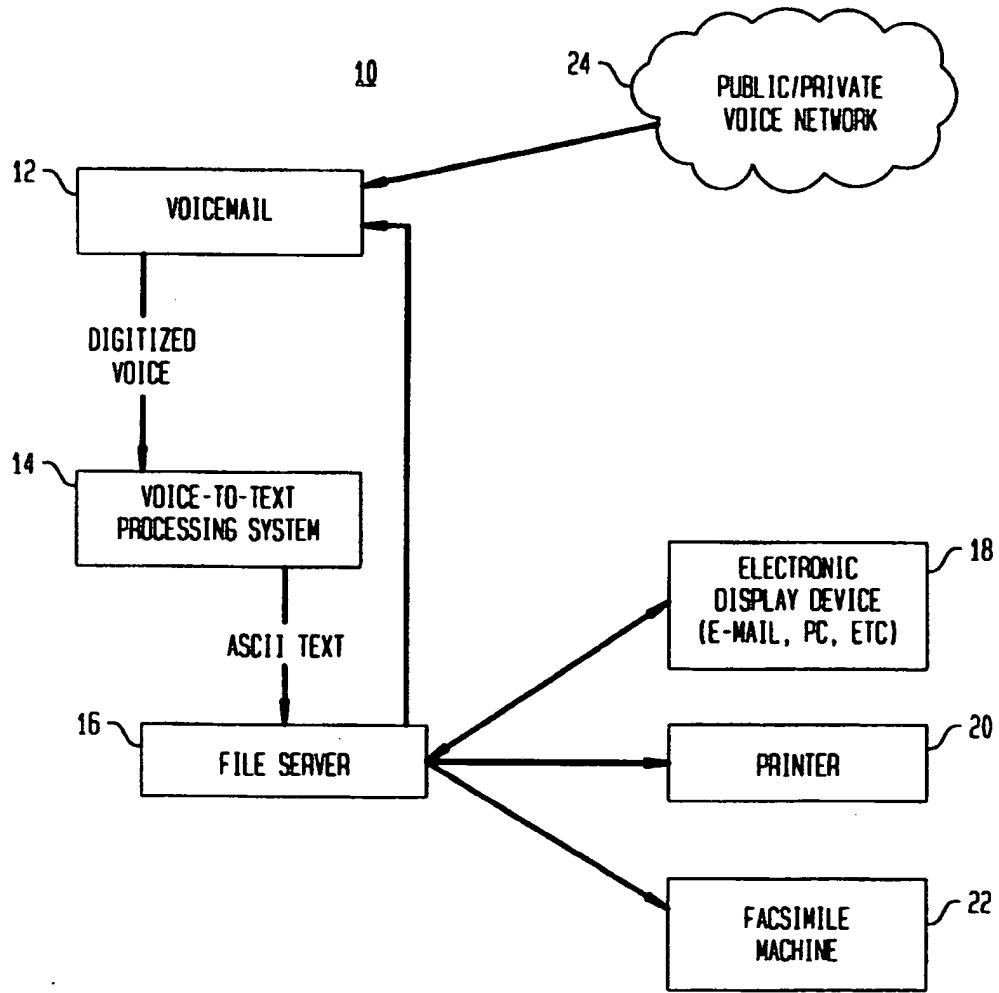 10
24
PUBLIC/PRIVATE
VOICE NETWORK
12
VOICEMAIL
DIGITIZED
VOICE
14
VOICE-TO-TEXT
PROCESSING SYSTEM
ASCII TEXT
16
FILE SERVER
18
ELECTRONIC
DISPLAY DEVICE
(E-MAIL, PC, ETC)
20
PRINTER
22
FACSIMILE
MACHINE